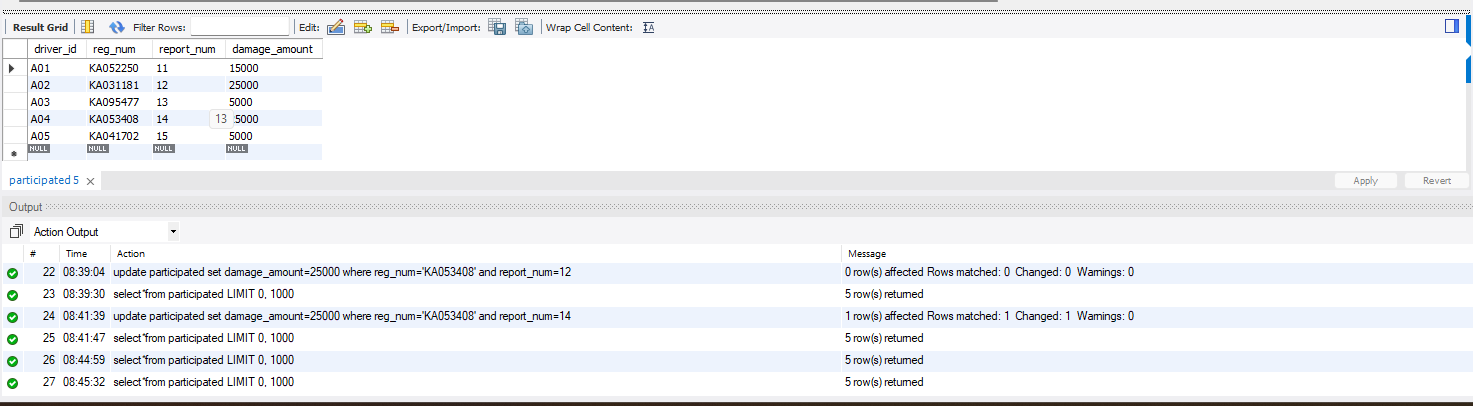 Result Grid Filter Rows: Edit: Export/Import: Wrap Cell Content: IA
driver_id reg_num report_num damage_amount
A01 KA052250 11 15000
A02 KA031181 12 25000
A03 KA095477 13 5000
A04 KA053408 14 13 5000
A05 KA041702 15 5000
NULL NULL NULL NULL
participated 5 Apply Revert
Output
Action Output
# Time Action Message
22 08:39:04 update participated set damage_amount=25000 where reg_num='KA053408' and report_num=12 0 row(s) affected Rows matched: 0 Changed: 0 Warnings: 0
23 08:39:30 select*from participated LIMIT 0, 1000 5 row(s) returned
24 08:41:39 update participated set damage_amount=25000 where reg_num='KA053408' and report_num=14 1 row(s) affected Rows matched: 1 Changed: 1 Warnings: 0
25 08:41:47 select*from participated LIMIT 0, 1000 5 row(s) returned
26 08:44:59 select*from participated LIMIT 0, 1000 5 row(s) returned
27 08:45:32 select*from participated LIMIT 0, 1000 5 row(s) returned